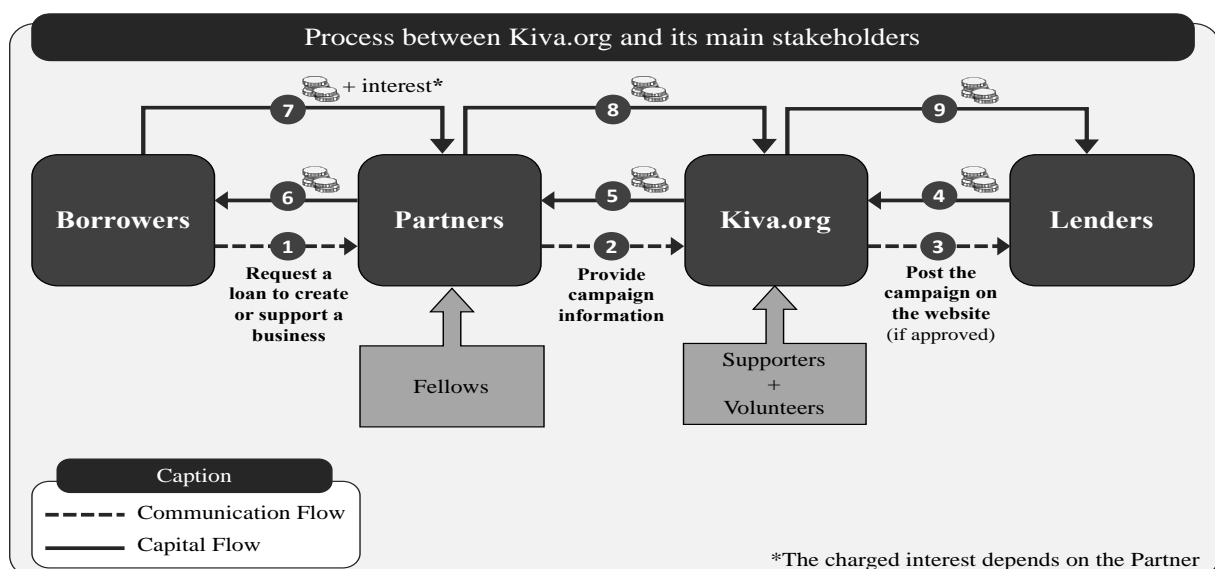 Process between Kiva.org and its main stakeholders
7
+ interest*
8
9
Borrowers
Partners
Kiva.org
Lenders
6
5
4
1
2
3
Request a
loan to create
or support a
business
Provide
campaign
information
Post the
campaign on
the website
(if approved)
Fellows
Supporters
+
Volunteers
Caption
Communication Flow
Capital Flow
*The charged interest depends on the Partner